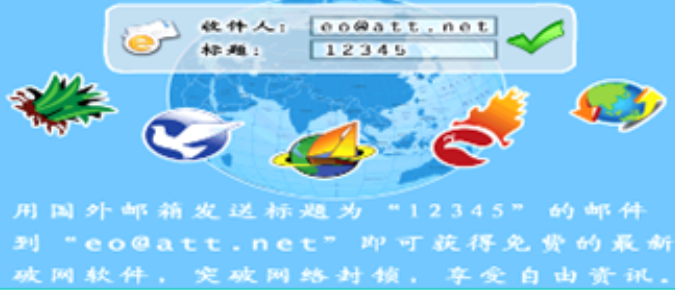 收件人： eo@att.net
标题： 12345
用国外邮箱发送标题为“12345”的邮件
到“eo@att.net”即可获得免费的最新
破网软件，突破网络封锁，享受自由资讯。